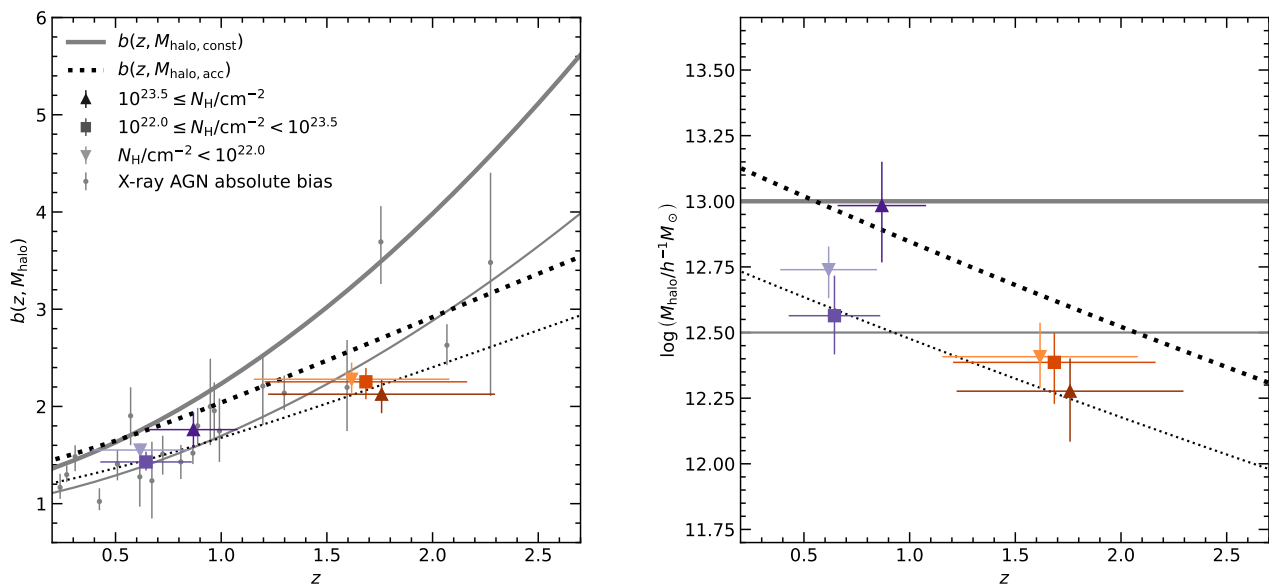 6
5
4
3
2
1
b(z, M_halo)
b(z, M_halo, const)
b(z, M_halo, acc)
10^23.5 ≤ N_H/cm^−2
10^22.0 ≤ N_H/cm^−2 < 10^23.5
N_H/cm^−2 < 10^22.0
X-ray AGN absolute bias
0.5 1.0 1.5 2.0 2.5
z
13.50
13.25
13.00
12.75
12.50
12.25
12.00
11.75
log (M_halo/h^−1 M_⊙)
0.5 1.0 1.5 2.0 2.5
z